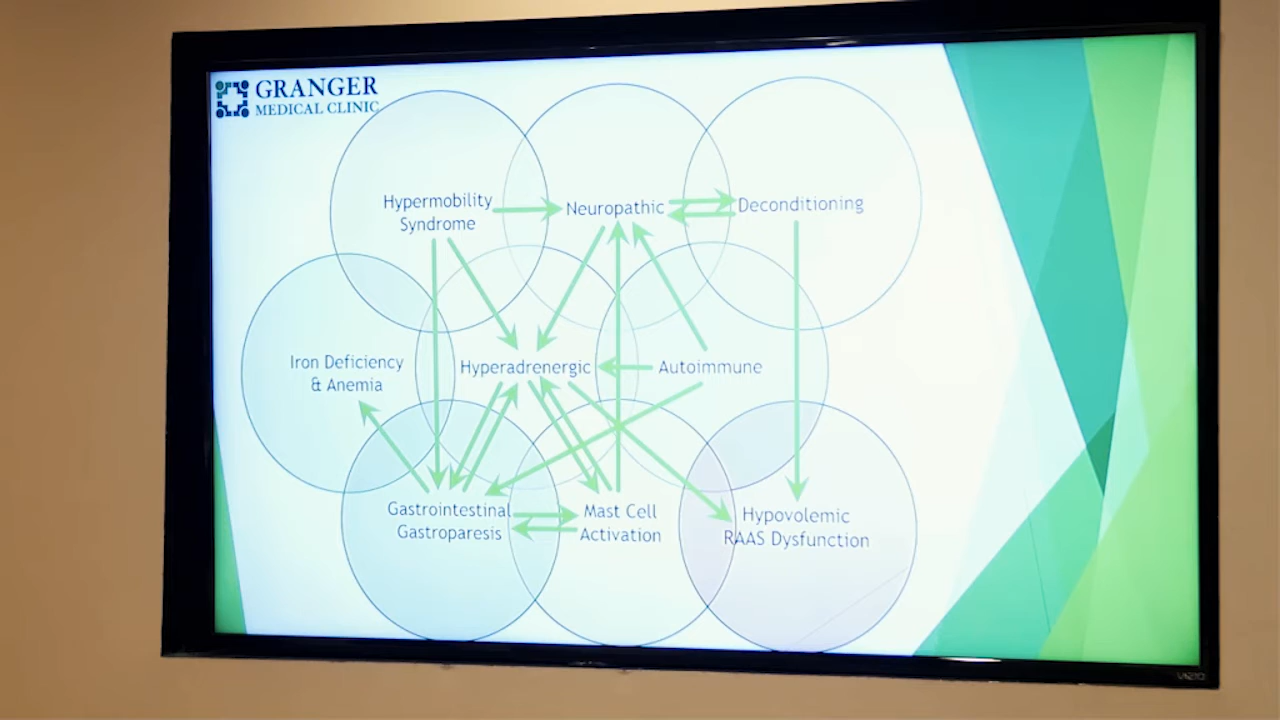 GRANGER
MEDICAL CLINIC
Hypermobility
Syndrome
Neuropathic
Deconditioning
Iron Deficiency
& Anemia
Hyperadrenergic
Autoimmune
Gastrointestinal
Gastroparesis
Mast Cell
Activation
Hypovolemic
RAAS Dysfunction
VIZIO